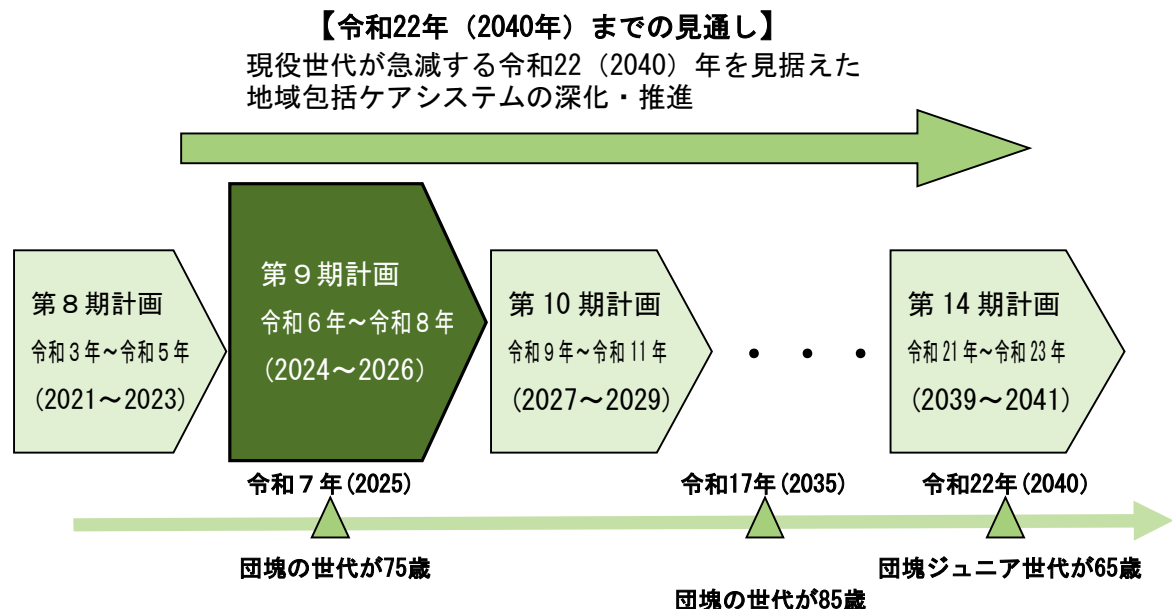 【令和22年（2040年）までの見通し】
現役世代が急減する令和22（2040）年を見据えた
地域包括ケアシステムの深化・推進
第８期計画
令和３年～令和５年
(2021～2023)
第９期計画
令和６年～令和８年
(2024～2026)
第 10 期計画
令和９年～令和 11 年
(2027～2029)
・・・
第 14 期計画
令和 21 年～令和 23 年
(2039～2041)
令和７年(2025)
令和17年(2035)
令和22年(2040)
団塊の世代が75歳
団塊の世代が85歳
団塊ジュニア世代が65歳